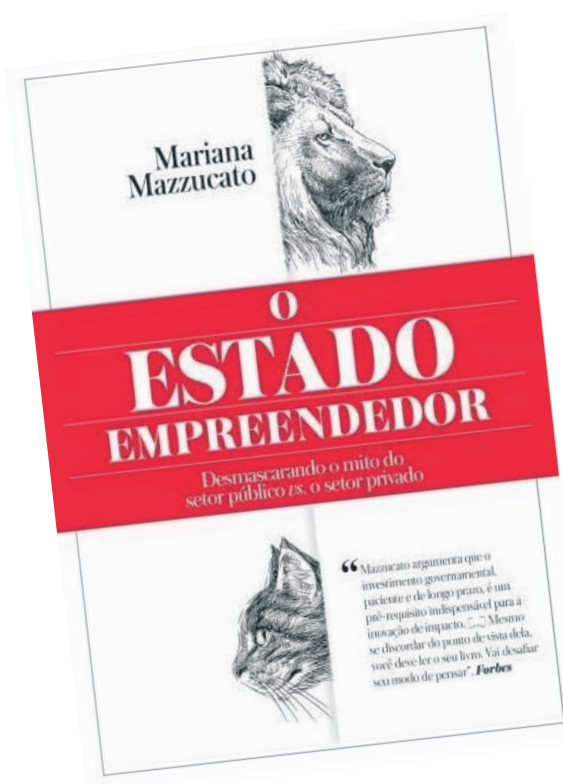 Mariana
Mazzucato
O
ESTADO
EMPREENDEDOR
Desmascarando o mito do
setor público vs. o setor privado
“Mazzucato argumenta que o
investimento governamental,
paciente e de longo prazo, é um
pré-requisito indispensável para a
inovação de impacto. [...] Mesmo
se discordar do ponto de vista dela,
você deve ler o seu livro. Vai desafiar
seu modo de pensar”. Forbes